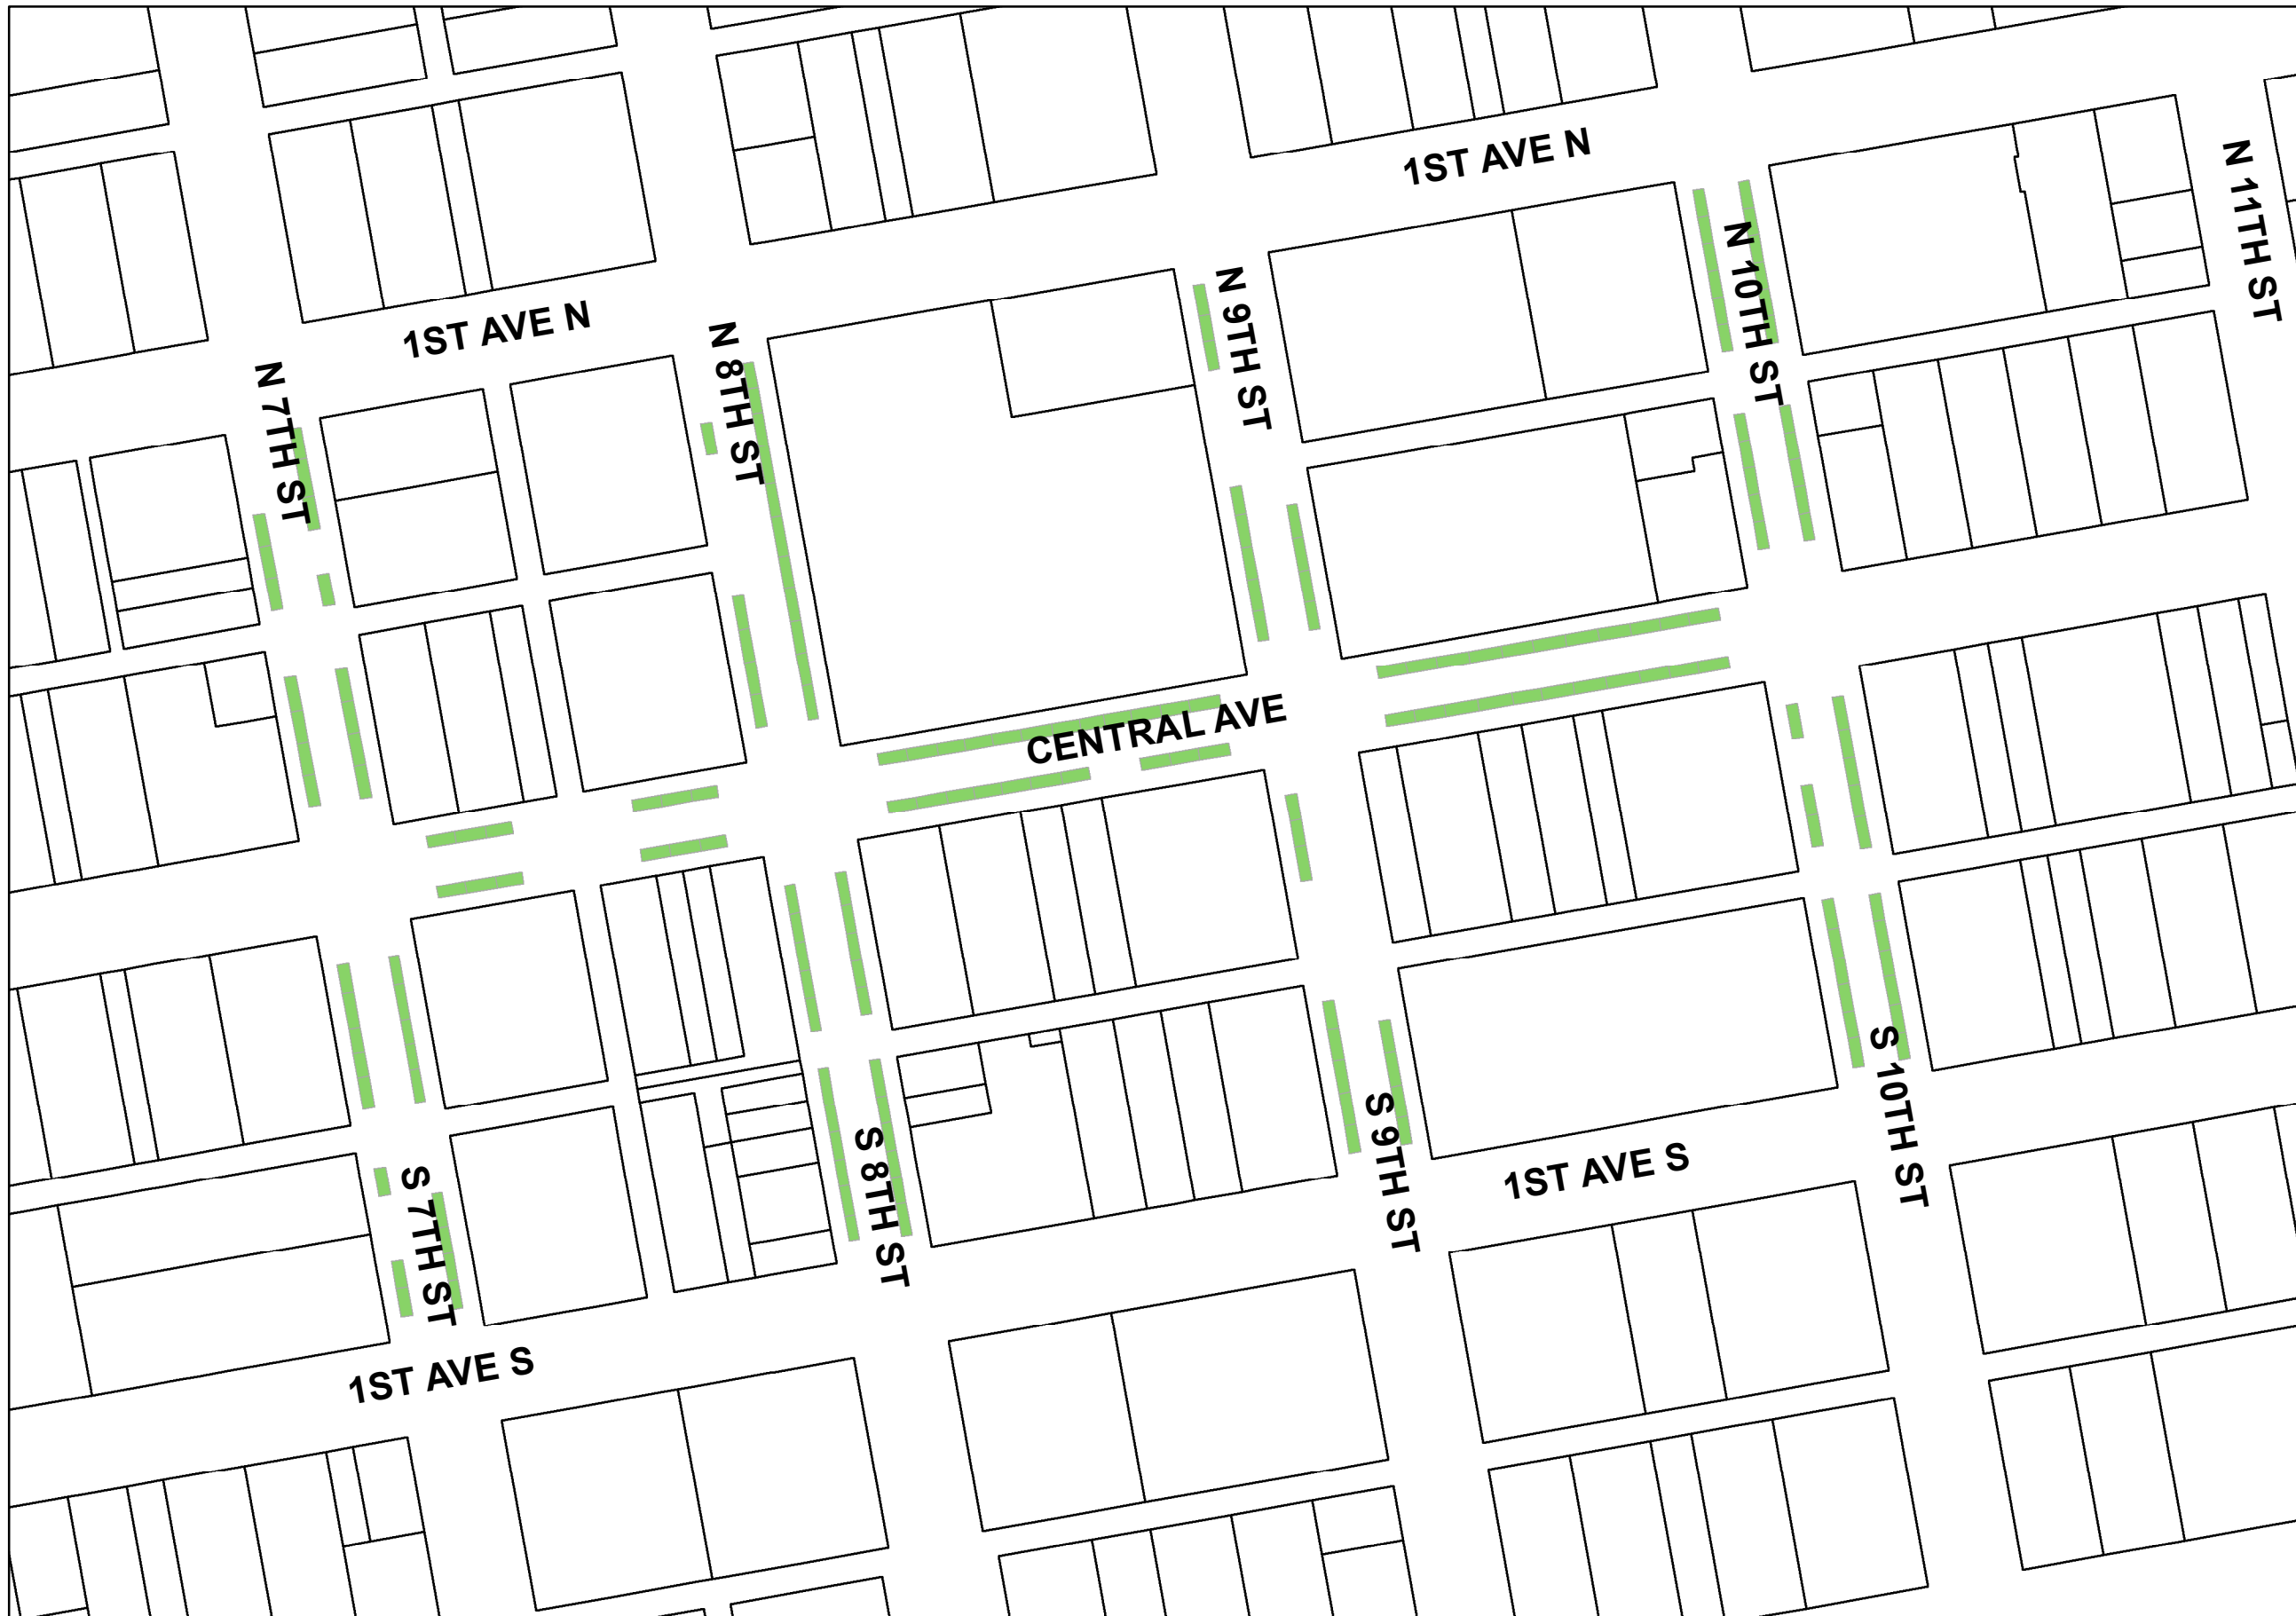 1ST AVE N
N 11TH ST
N 10TH ST
N 9TH ST
1ST AVE N
N 8TH ST
N 7TH ST
CENTRAL AVE
S 10TH ST
S 9TH ST
1ST AVE S
S 8TH ST
S 7TH ST
1ST AVE S